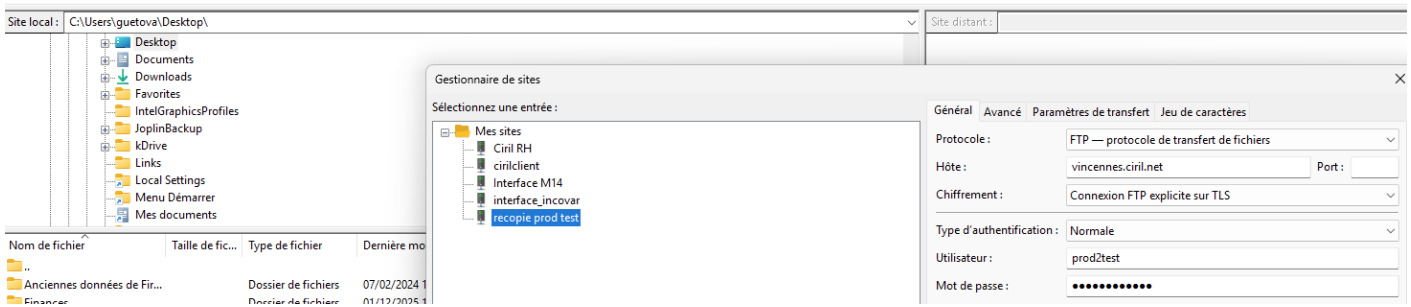 Site local : C:\Users\guetova\Desktop\
Site distant :
Desktop
Documents
Downloads
Favorites
IntelGraphicsProfiles
JoplinBackup
kDrive
Links
Local Settings
Menu Démarrer
Mes documents
Nom de fichier Taille de fic... Type de fichier Dernière mo
..
Anciennes données de Fir... Dossier de fichiers 07/02/2024 1
Finances Dossier de fichiers 01/12/2025 1
Gestionnaire de sites
Sélectionnez une entrée :
Mes sites
Ciril RH
cirilclient
Interface M14
interface_incovar
recopie prod test
Général Avancé Paramètres de transfert Jeu de caractères
Protocole : FTP — protocole de transfert de fichiers
Hôte : vincennes.ciril.net Port :
Chiffrement : Connexion FTP explicite sur TLS
Type d'authentification : Normale
Utilisateur : prod2test
Mot de passe : ●●●●●●●●●●●●